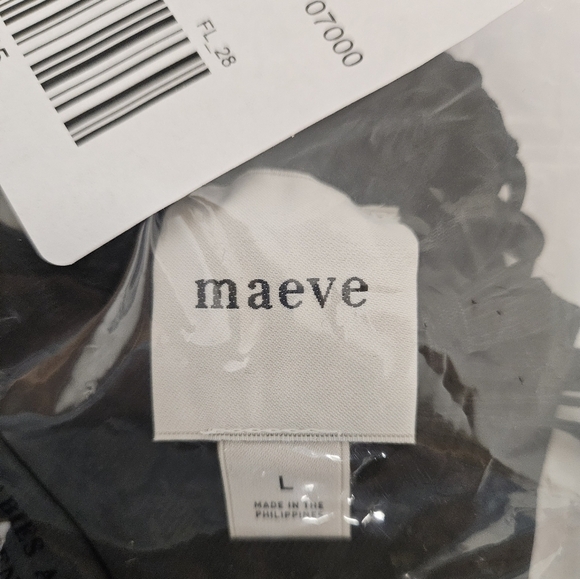 FL_28
07000
maeve
L
MADE IN THE
PHILIPPINES